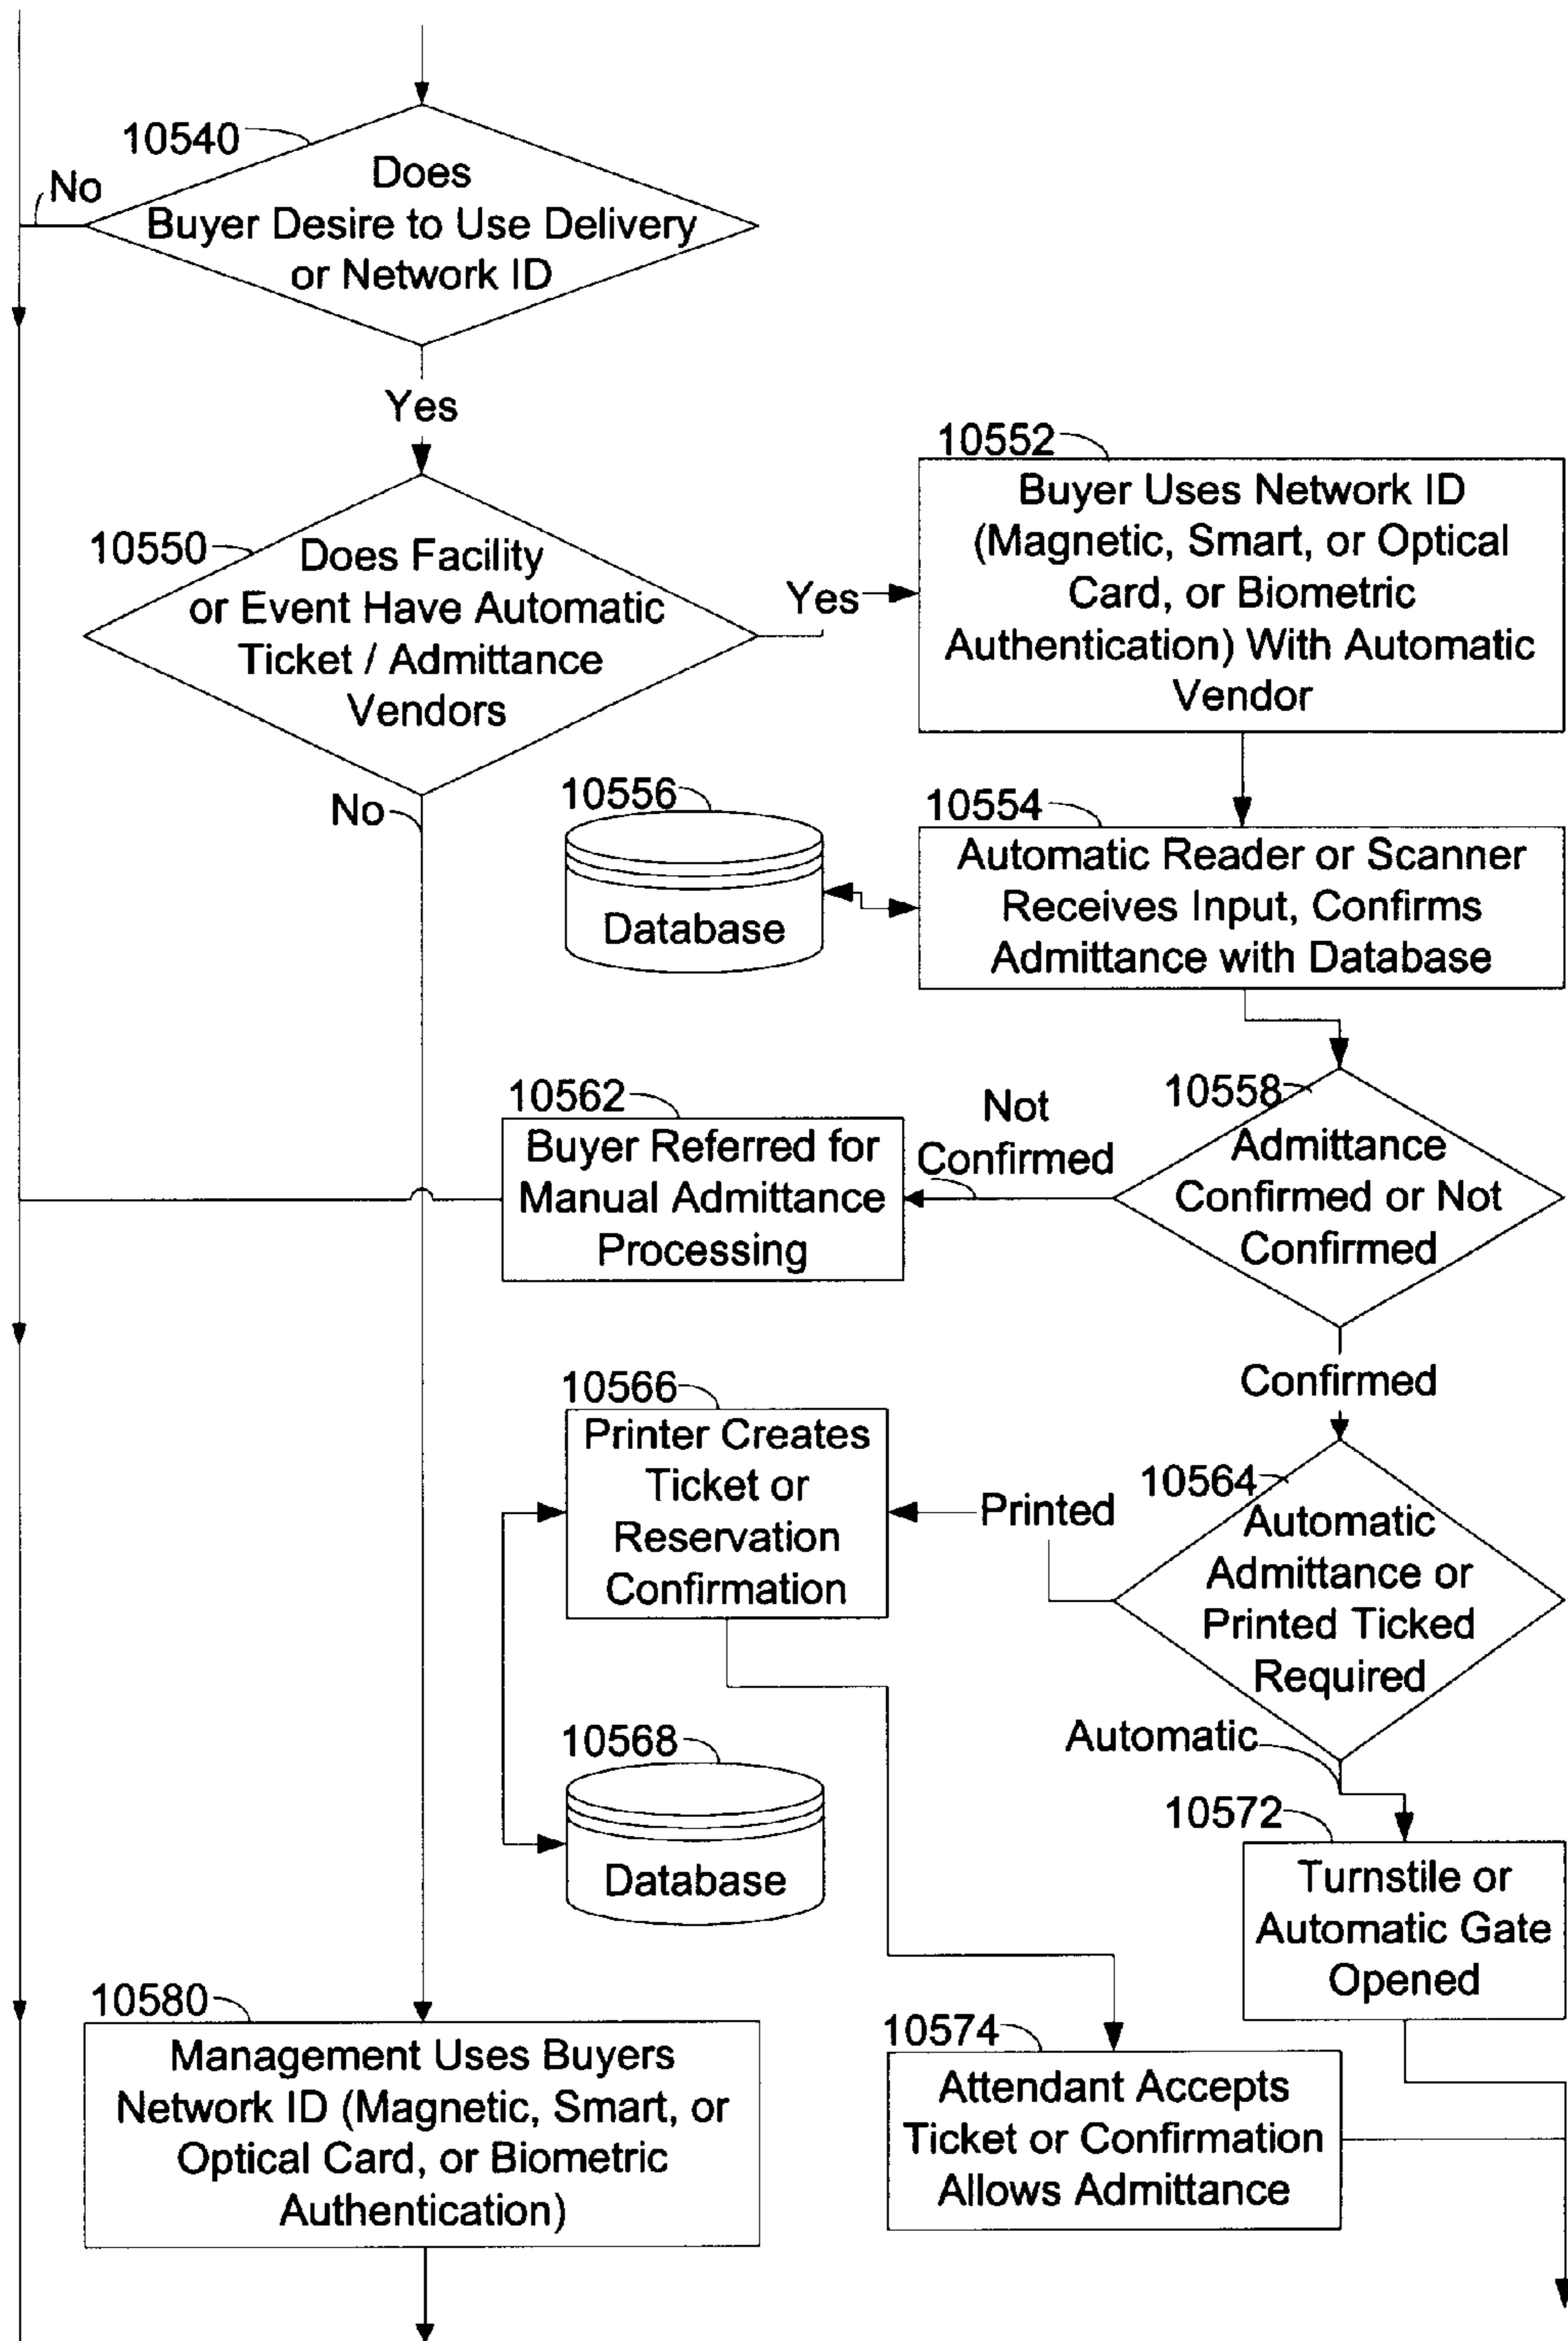 10540
No
Does
Buyer Desire to Use Delivery
or Network ID
Yes
10550
Does Facility
or Event Have Automatic
Ticket / Admittance
Vendors
Yes
No
10552
Buyer Uses Network ID
(Magnetic, Smart, or Optical
Card, or Biometric
Authentication) With Automatic
Vendor
10556
Database
10554
Automatic Reader or Scanner
Receives Input, Confirms
Admittance with Database
10558
Admittance
Confirmed or Not
Confirmed
Not
Confirmed
10562
Buyer Referred for
Manual Admittance
Processing
Confirmed
10564
Automatic
Admittance or
Printed Ticked
Required
Printed
10566
Printer Creates
Ticket or
Reservation
Confirmation
10568
Database
Automatic
10572
Turnstile or
Automatic Gate
Opened
10574
Attendant Accepts
Ticket or Confirmation
Allows Admittance
10580
Management Uses Buyers
Network ID (Magnetic, Smart, or
Optical Card, or Biometric
Authentication)